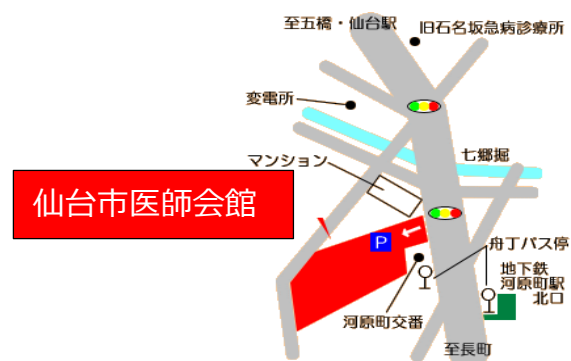 至五橋・仙台駅
旧石名坂急病診療所
変電所
七郷掘
マンション
仙台市医師会館
P
舟丁バス停
地下鉄
河原町駅
北口
河原町交番
至長町